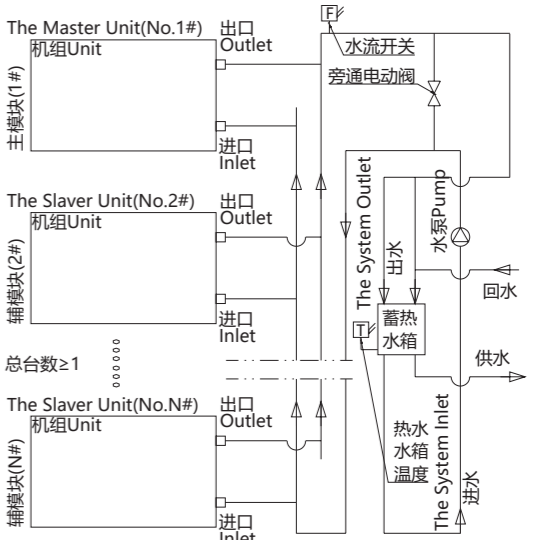 The Master Unit(No.1#)
机组Unit
主模块(1#)
出口
Outlet
进口
Inlet
F
水流开关
旁通电动阀
The Slaver Unit(No.2#)
机组Unit
辅模块(2#)
出口
Outlet
进口
Inlet
The System Outlet
出水
水泵Pump
回水
T
蓄热
水箱
供水
总台数≥1
The Slaver Unit(No.N#)
机组Unit
辅模块(N#)
出口
Outlet
进口
Inlet
热水
水箱
温度
The System Inlet
进水